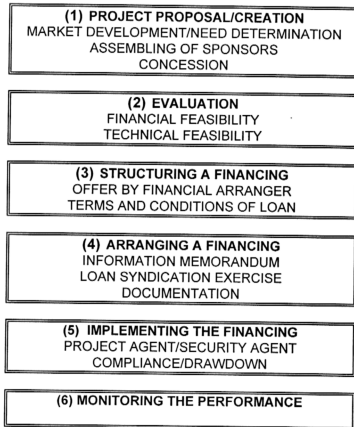 (1) PROJECT PROPOSAL/CREATION
MARKET DEVELOPMENT/NEED DETERMINATION
ASSEMBLING OF SPONSORS
CONCESSION
(2) EVALUATION
FINANCIAL FEASIBILITY
TECHNICAL FEASIBILITY
(3) STRUCTURING A FINANCING
OFFER BY FINANCIAL ARRANGER
TERMS AND CONDITIONS OF LOAN
(4) ARRANGING A FINANCING
INFORMATION MEMORANDUM
LOAN SYNDICATION EXERCISE
DOCUMENTATION
(5) IMPLEMENTING THE FINANCING
PROJECT AGENT/SECURITY AGENT
COMPLIANCE/DRAWDOWN
(6) MONITORING THE PERFORMANCE